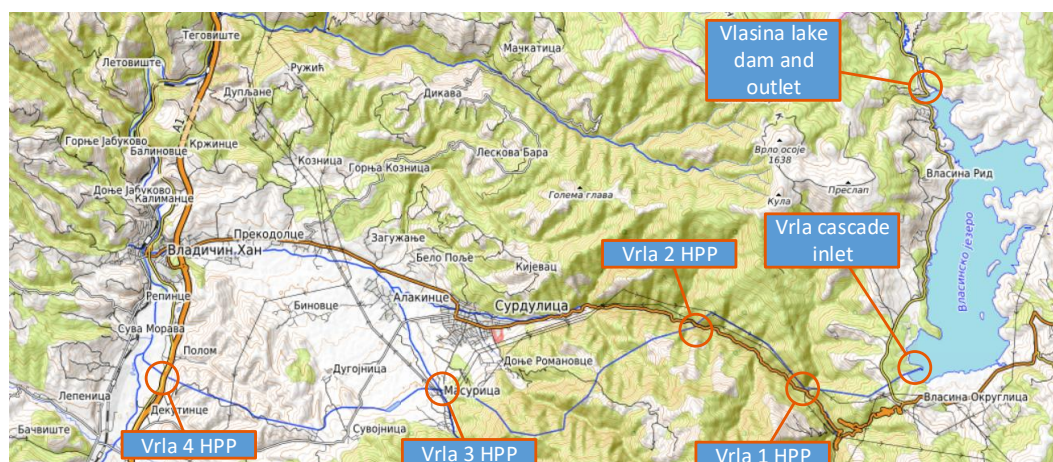 Vlasina lake
dam and
outlet
Теговиште
Летовиште
Мачкатица
Ружић
Дупљане
Дикава
A1
Горње Јабуково
Кржинце
Балиновце
Лескова Бара
Врло осоје
1638
Козница
Горња Козница
Власина Рид
Доње Јабуково
Калиманце
Голема глава
Преслап
Кула
Прекодолце
Загужање
Vrla 2 HPP
Vrla cascade
inlet
Владичин Хан
Бело Поље
Кијевац
Власинско језеро
Репинце
Биновце
Алакинце
Сурдулица
Сува Морава
Полом
Дугојница
Доње Романовце
Лепеница
Масурица
Власина Округлица
Декутинце
Бачвиште
Сувојница
Vrla 4 HPP
Vrla 3 HPP
Vrla 1 HPP